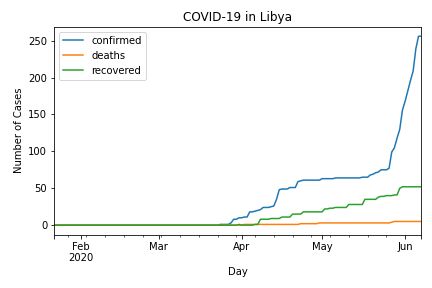 COVID-19 in Libya
confirmed
deaths
recovered
Number of Cases
250
200
150
100
50
0
Feb Mar Apr May Jun
2020
Day